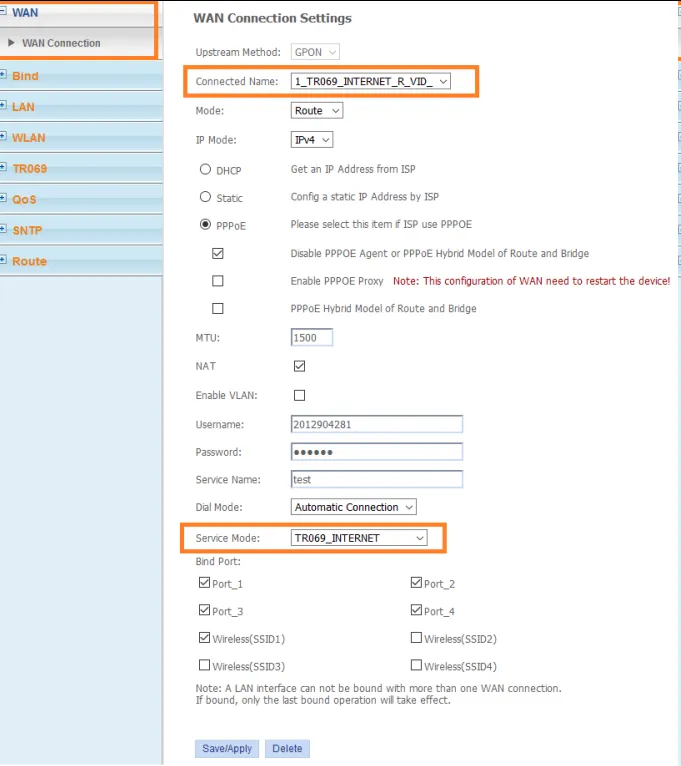 WAN
WAN Connection
Bind
LAN
WLAN
TR069
QoS
SNTP
Route
WAN Connection Settings
Upstream Method: GPON
Connected Name: 1_TR069_INTERNET_R_VID_
Mode: Route
IP Mode: IPv4
DHCP Get an IP Address from ISP
Static Config a static IP Address by ISP
PPPoE Please select this item if ISP use PPPOE
Disable PPPOE Agent or PPPoE Hybrid Model of Route and Bridge
Enable PPPOE Proxy Note: This configuration of WAN need to restart the device!
PPPoE Hybrid Model of Route and Bridge
MTU: 1500
NAT
Enable VLAN:
Username: 2012904281
Password: ●●●●●●
Service Name: test
Dial Mode: Automatic Connection
Service Mode: TR069_INTERNET
Bind Port:
Port_1 Port_2
Port_3 Port_4
Wireless(SSID1) Wireless(SSID2)
Wireless(SSID3) Wireless(SSID4)
Note: A LAN interface can not be bound with more than one WAN connection.
If bound, only the last bound operation will take effect.
Save/Apply Delete